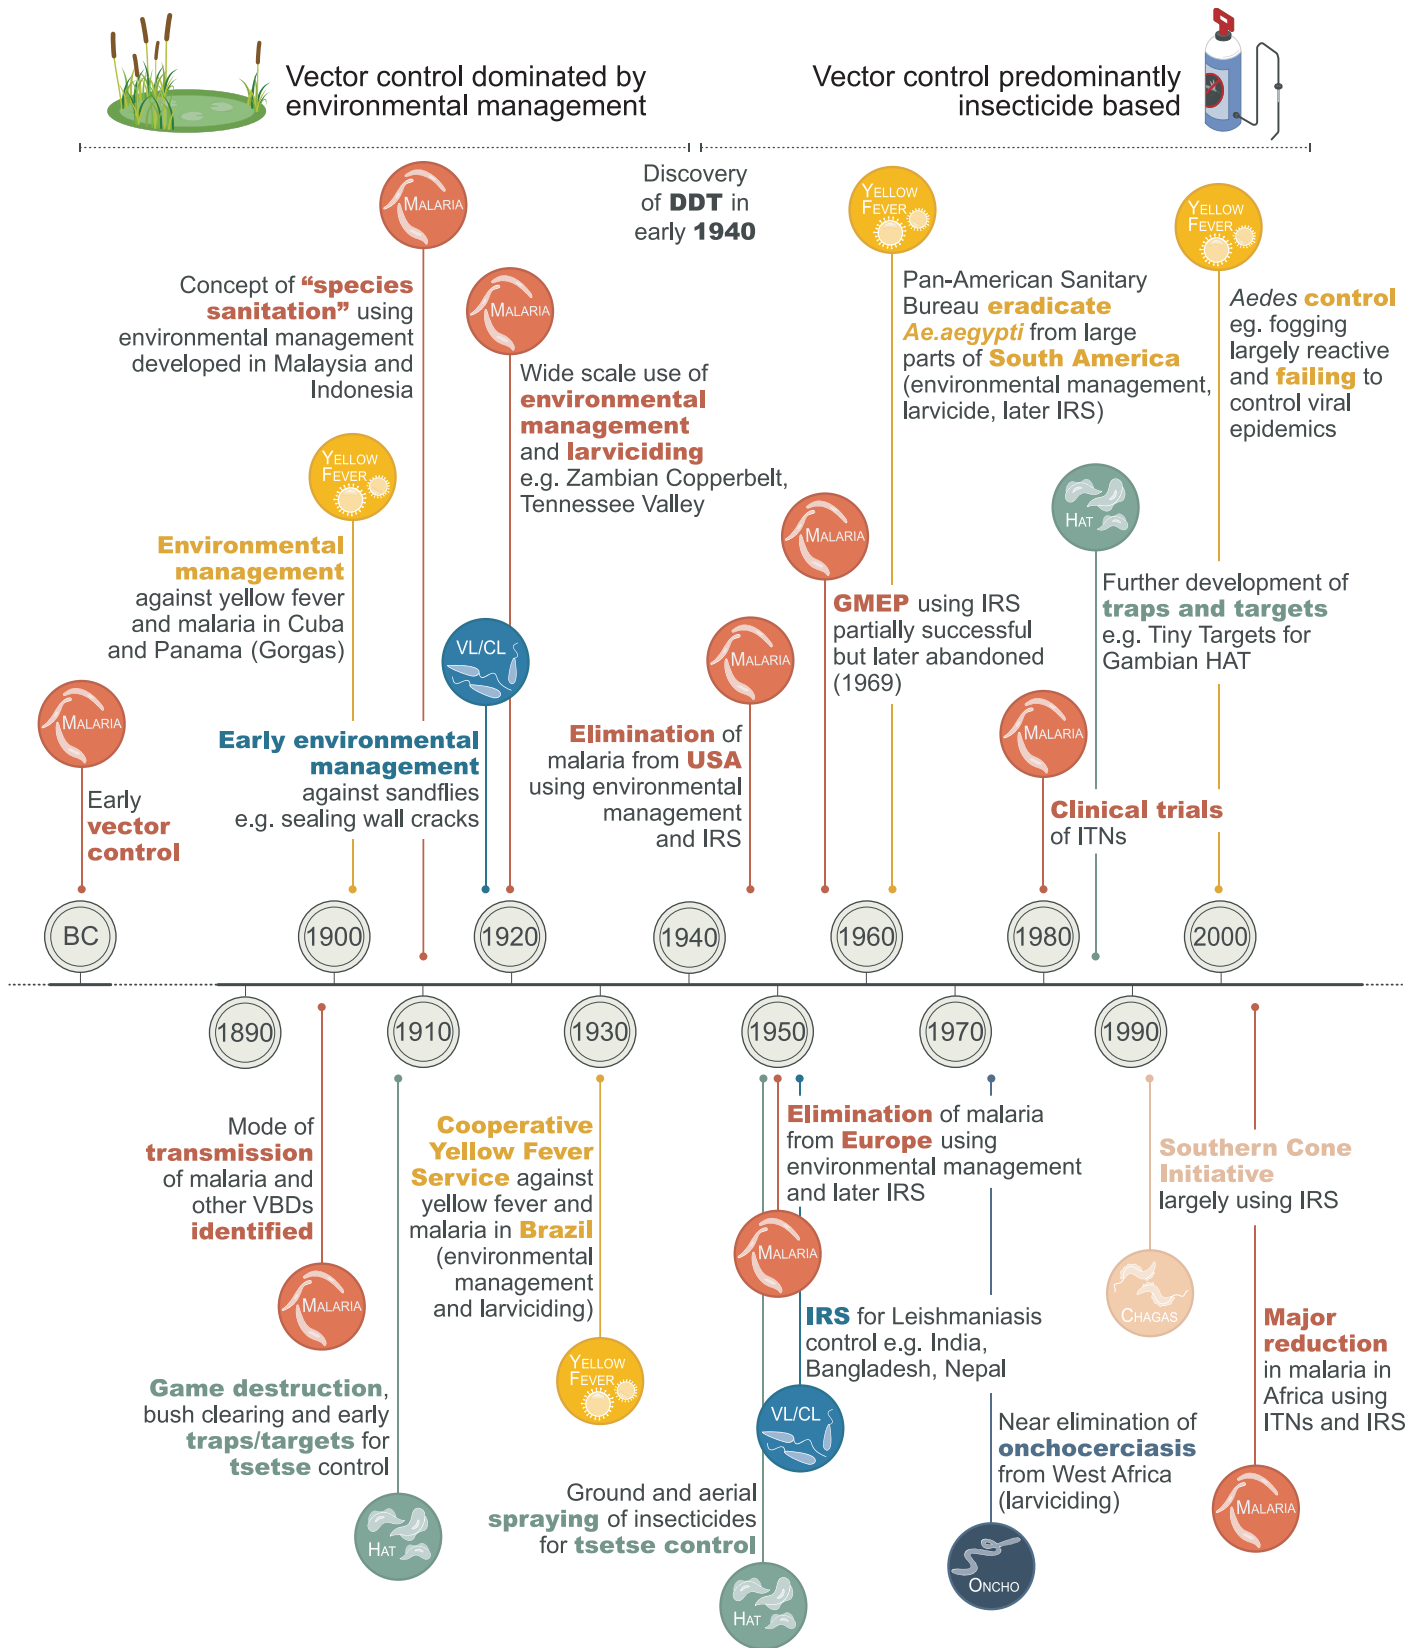 Vector control dominated by
environmental management
Vector control predominantly
insecticide based
Discovery
of DDT in
early 1940
MALARIA
Concept of “species
sanitation” using
environmental management
developed in Malaysia and
Indonesia
MALARIA
Wide scale use of
environmental
management
and larviciding
e.g. Zambian Copperbelt,
Tennessee Valley
YELLOW
FEVER
Pan-American Sanitary
Bureau eradicate
Ae.aegypti from large
parts of South America
(environmental management,
larvicide, later IRS)
YELLOW
FEVER
Aedes control
eg. fogging
largely reactive
and failing to
control viral
epidemics
YELLOW
FEVER
Environmental
management
against yellow fever
and malaria in Cuba
and Panama (Gorgas)
MALARIA
Early
vector
control
VL/CL
Early environmental
management
against sandflies
e.g. sealing wall cracks
MALARIA
Elimination of
malaria from USA
using environmental
management
and IRS
MALARIA
GMEP using IRS
partially successful
but later abandoned
(1969)
HAT
Further development of
traps and targets
e.g. Tiny Targets for
Gambian HAT
MALARIA
Clinical trials
of ITNs
BC
1900
1920
1940
1960
1980
2000
1890
1910
1930
1950
1970
1990
Mode of
transmission
of malaria and
other VBDs
identified
MALARIA
Game destruction,
bush clearing and early
traps/targets for
tsetse control
HAT
Cooperative
Yellow Fever
Service against
yellow fever and
malaria in Brazil
(environmental
management
and larviciding)
YELLOW
FEVER
Elimination of malaria
from Europe using
environmental management
and later IRS
MALARIA
IRS for Leishmaniasis
control e.g. India,
Bangladesh, Nepal
VL/CL
Ground and aerial
spraying of insecticides
for tsetse control
HAT
Near elimination of
onchocerciasis
from West Africa
(larviciding)
ONCHO
Southern Cone
Initiative
largely using IRS
CHAGAS
Major
reduction
in malaria in
Africa using
ITNs and IRS
MALARIA